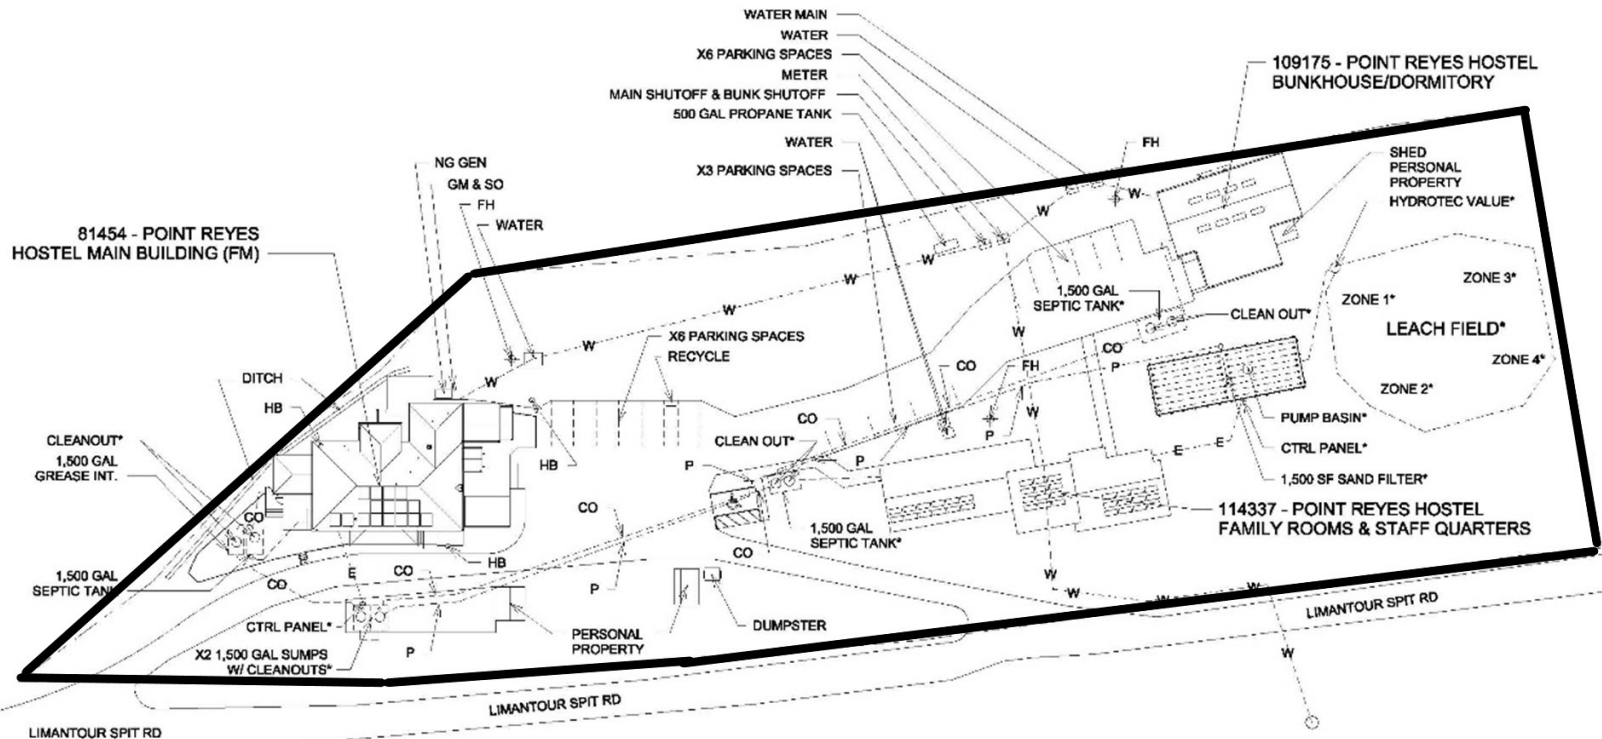 WATER MAIN
WATER
X6 PARKING SPACES
METER
MAIN SHUTOFF & BUNK SHUTOFF
500 GAL PROPANE TANK
WATER
X3 PARKING SPACES
109175 - POINT REYES HOSTEL
BUNKHOUSE/DORMITORY
FH
SHED
PERSONAL
PROPERTY
HYDROTEC VALUE*
NG GEN
GM & SO
FH
WATER
81454 - POINT REYES
HOSTEL MAIN BUILDING (FM)
W
W
W
W
W
W
W
W
1,500 GAL
SEPTIC TANK*
CLEAN OUT*
ZONE 3*
ZONE 1*
LEACH FIELD*
ZONE 4*
ZONE 2*
X6 PARKING SPACES
RECYCLE
CO
CO
FH
P
W
DITCH
HB
CO
CLEAN OUT*
P
P
P
HB
PUMP BASIN*
CTRL PANEL*
1,500 SF SAND FILTER*
E
E
CLEANOUT*
1,500 GAL
GREASE INT.
CO
CO
1,500 GAL
SEPTIC TANK*
CO
114337 - POINT REYES HOSTEL
FAMILY ROOMS & STAFF QUARTERS
HB
1,500 GAL
SEPTIC TANK
CO
E
CO
P
W
W
W
W
LIMANTOUR SPIT RD
CTRL PANEL*
X2 1,500 GAL SUMPS
W/ CLEANOUTS*
P
PERSONAL
PROPERTY
DUMPSTER
W
LIMANTOUR SPIT RD
LIMANTOUR SPIT RD